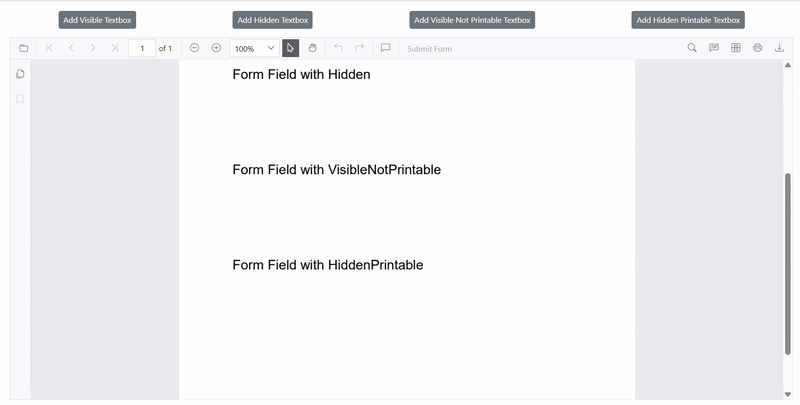 Add Visible Textbox
Add Hidden Textbox
Add Visible Not Printable Textbox
Add Hidden Printable Textbox
1 of 1
100%
Submit Form
Form Field with Hidden
Form Field with VisibleNotPrintable
Form Field with HiddenPrintable